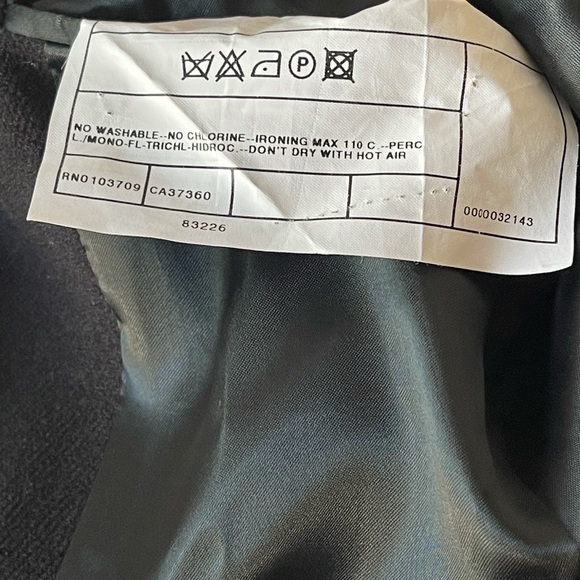 P
NO WASHABLE--NO CHLORINE--IRONING MAX 110 C.--PERC
L./MONO-FL-TRICHL-HIDROC.--DON'T DRY WITH HOT AIR
RN0103709 CA37360
0000032143
83226